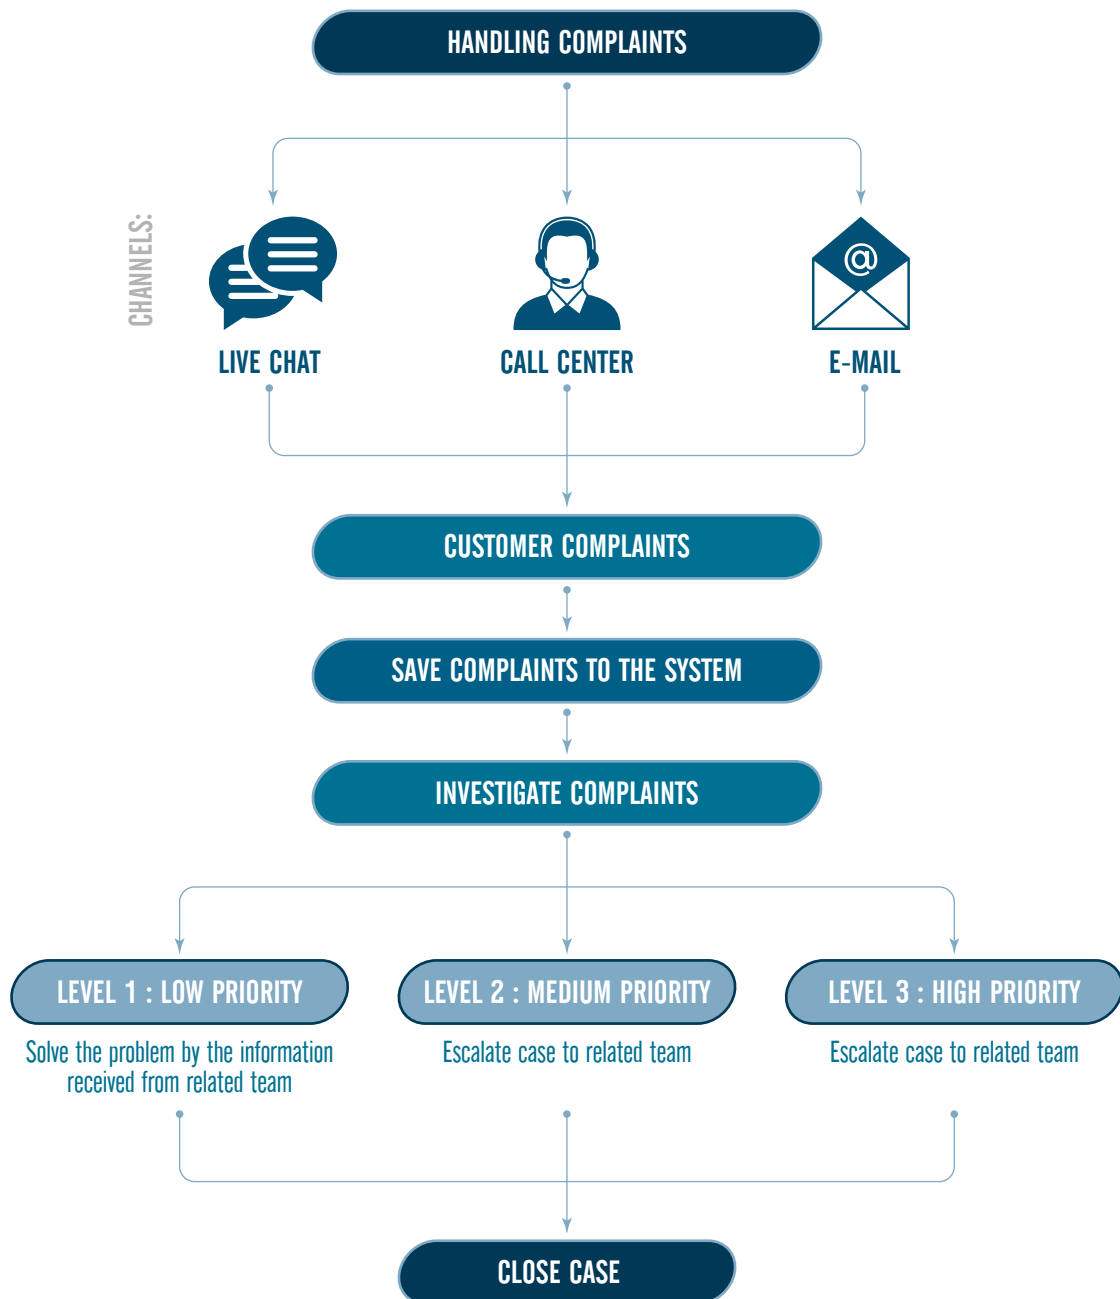 HANDLING COMPLAINTS
CHANNELS:
@
LIVE CHAT
CALL CENTER
E-MAIL
CUSTOMER COMPLAINTS
SAVE COMPLAINTS TO THE SYSTEM
INVESTIGATE COMPLAINTS
LEVEL 1 : LOW PRIORITY
Solve the problem by the information
received from related team
LEVEL 2 : MEDIUM PRIORITY
Escalate case to related team
LEVEL 3 : HIGH PRIORITY
Escalate case to related team
CLOSE CASE